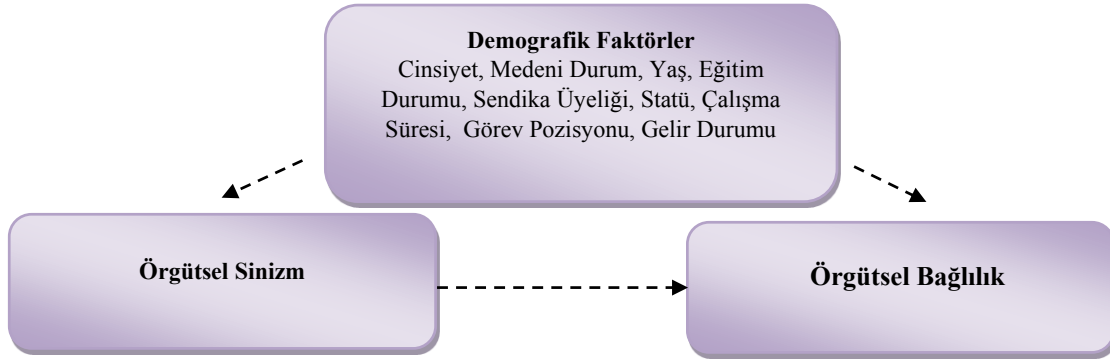 Demografik Faktörler
Cinsiyet, Medeni Durum, Yaş, Eğitim
Durumu, Sendika Üyeliği, Statü, Çalışma
Süresi, Görev Pozisyonu, Gelir Durumu
Örgütsel Sinizm
Örgütsel Bağlılık